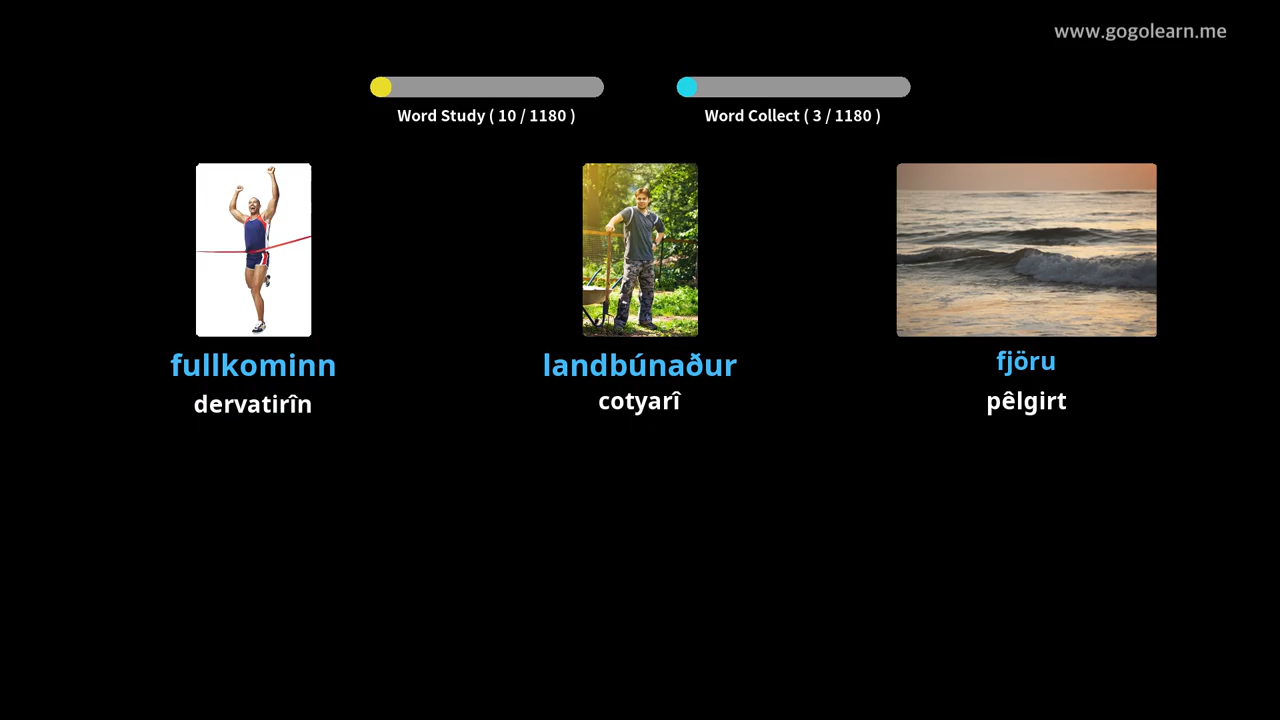 www.gogolearn.me
Word Study ( 10 / 1180 )
Word Collect ( 3 / 1180 )
fullkominn
dervatirîn
landbúnaður
cotyarî
fjöru
pêlgirt